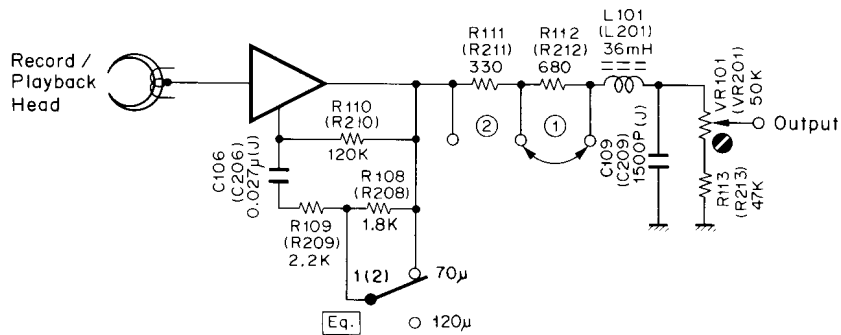 Record /
Playback
Head
R110
(R210)
120K
C106
(C206)
0.027μ(J)
R108
(R208)
1.8K
R109
(R209)
2.2K
1(2)
70μ
Eq.
120μ
R111
(R211)
330
②
R112
(R212)
680
①
L101
(L201)
36mH
C109
(C209)
1500P(J)
VR101
(VR201)
50K
Output
R113
(R213)
47K